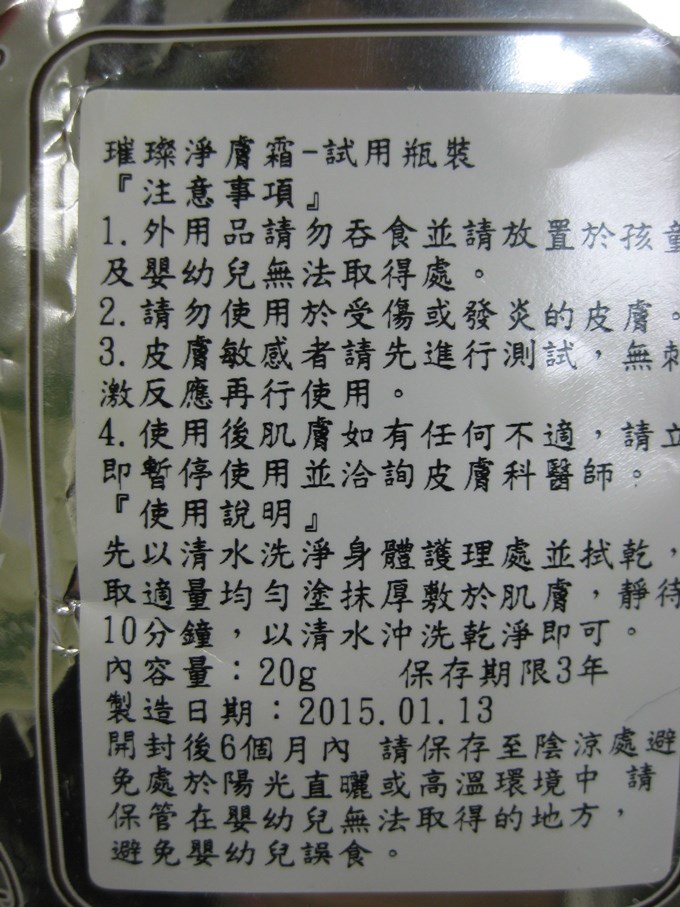 璀璨淨膚霜-試用瓶裝
『注意事項』
1.外用品請勿吞食並請放置於孩童
及嬰幼兒無法取得處。
2.請勿使用於受傷或發炎的皮膚。
3.皮膚敏感者請先進行測試，無刺
激反應再行使用。
4.使用後肌膚如有任何不適，請立
即暫停使用並洽詢皮膚科醫師。
『使用說明』
先以清水洗淨身體護理處並拭乾，
取適量均勻塗抹厚敷於肌膚，靜待
10分鐘，以清水沖洗乾淨即可。
內容量：20g 保存期限3年
製造日期：2015.01.13
開封後6個月內 請保存至陰涼處避
免處於陽光直曬或高溫環境中 請
保管在嬰幼兒無法取得的地方，
避免嬰幼兒誤食。